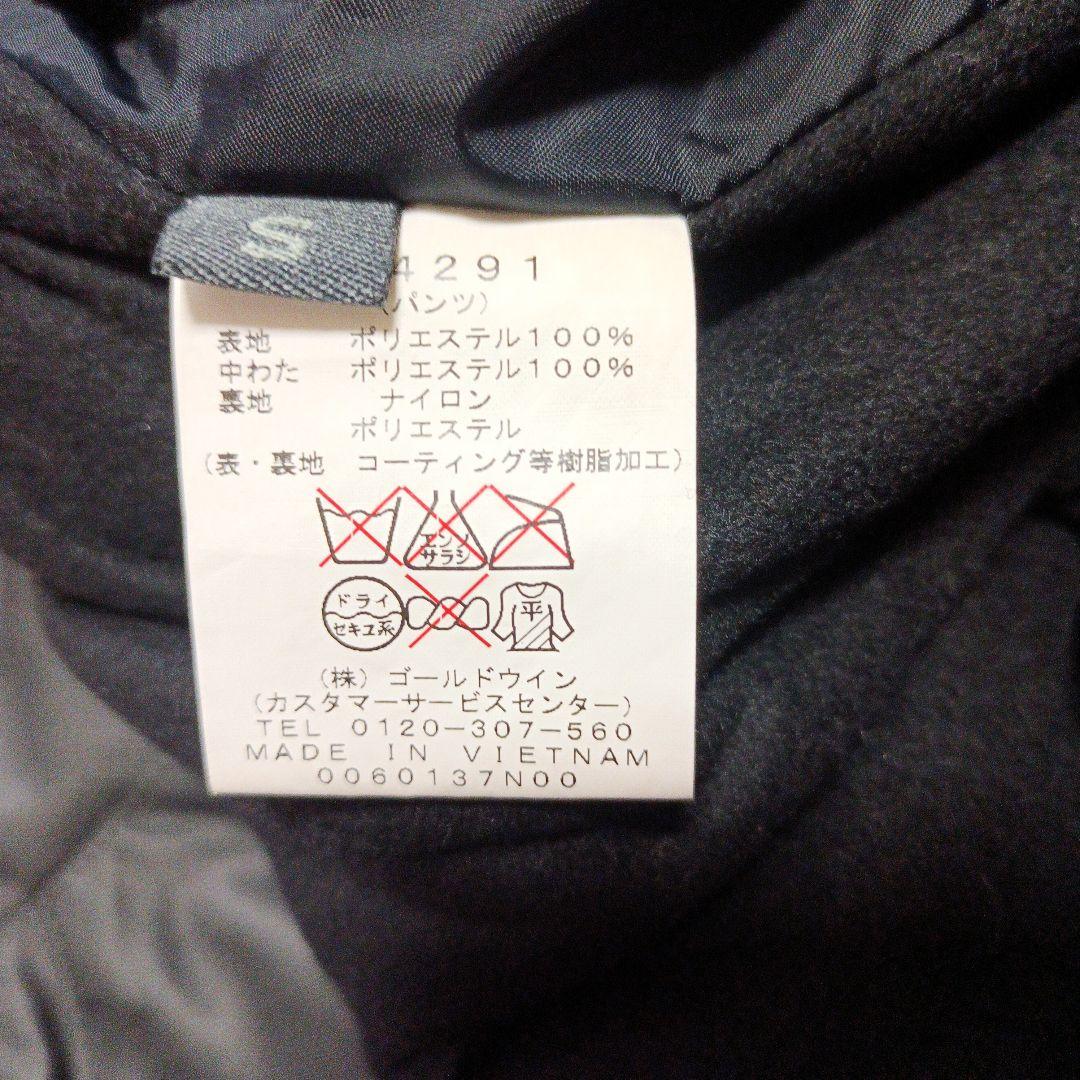 S
4291
(パンツ)
表地 ポリエステル100%
中わた ポリエステル100%
裏地 ナイロン
ポリエステル
(表・裏地 コーティング等樹脂加工)
エンソ
サラシ
ドライ
セキユ系
平
(株)ゴールドウイン
(カスタマーサービスセンター)
TEL 0120-307-560
MADE IN VIETNAM
0060137N00